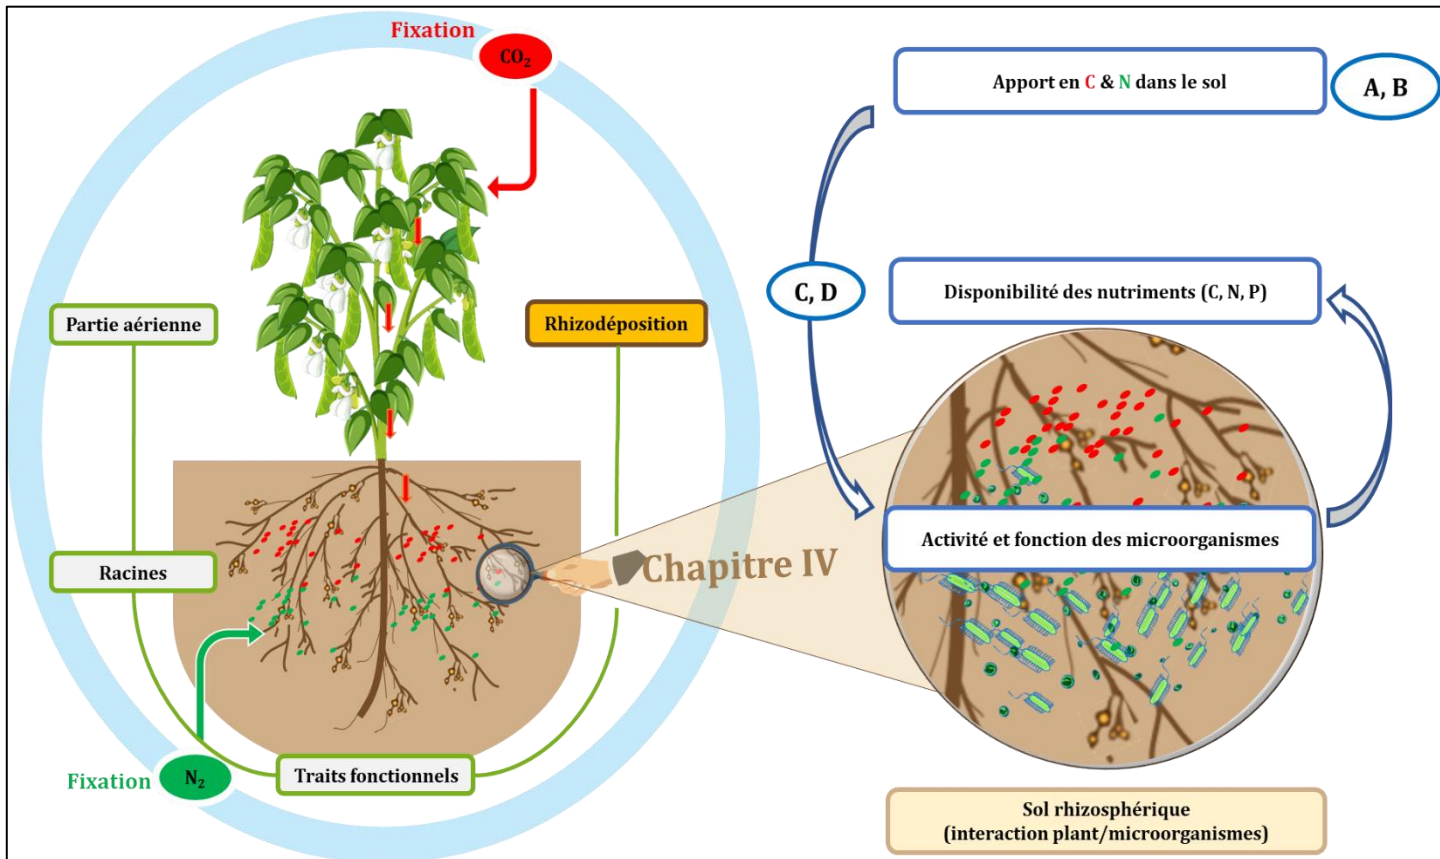 Fixation
CO₂
Apport en C & N dans le sol
A, B
C, D
Disponibilité des nutriments (C, N, P)
Partie aérienne
Rhizodéposition
Activité et fonction des microorganismes
Chapitre IV
Racines
Traits fonctionnels
Fixation
N₂
Sol rhizosphérique
(interaction plant/microorganismes)